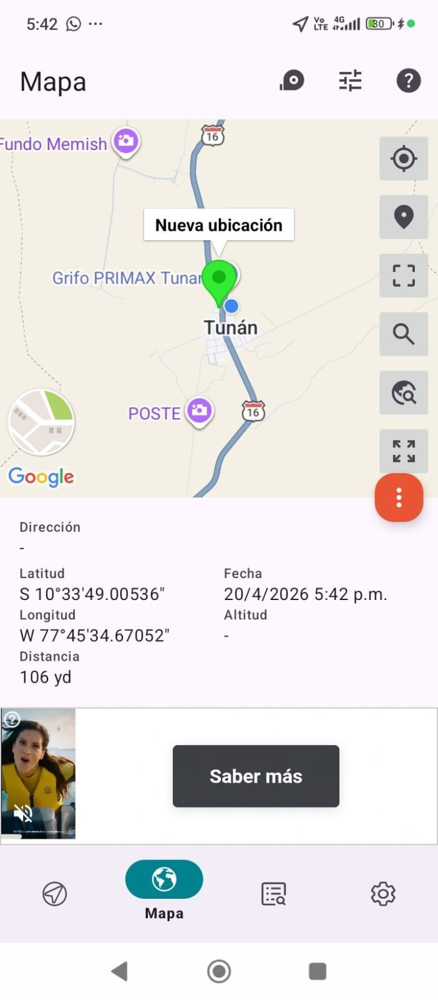 5:42
Vo LTE 4G 30
Mapa
Fundo Memish
16
Nueva ubicación
Grifo PRIMAX Tunan
Tunán
POSTE
16
Google
Dirección
-
Latitud
Fecha
S 10°33'49.00536"
20/4/2026 5:42 p.m.
Longitud
Altitud
W 77°45'34.67052"
-
Distancia
106 yd
Saber más
Mapa